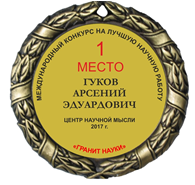 МЕЖДУНАРОДНЫЙ КОНКУРС НА ЛУЧШУЮ НАУЧНУЮ РАБОТУ
1
МЕСТО
ГУКОВ
АРСЕНИЙ
ЭДУАРДОВИЧ
ЦЕНТР НАУЧНОЙ МЫСЛИ
2017 г.
"ГРАНИТ НАУКИ"